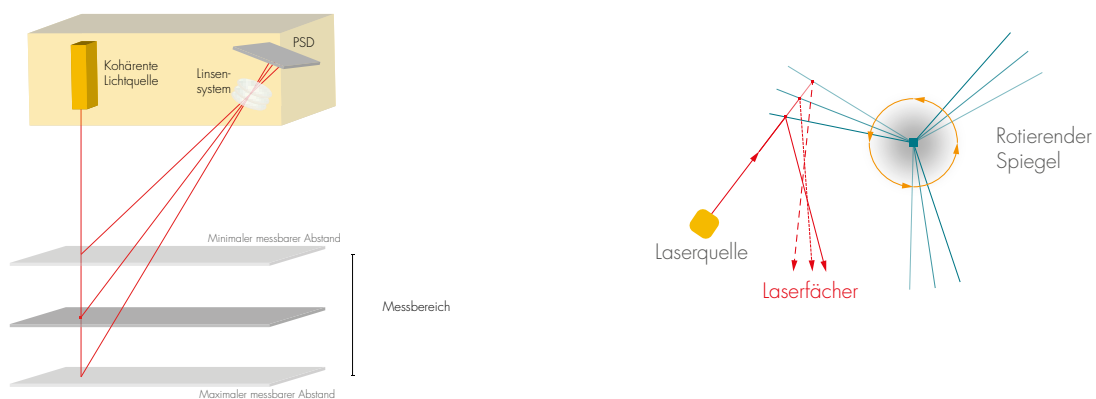 PSD
Kohärente
Lichtquelle
Linsen-
system
Minimaler messbarer Abstand
Messbereich
Maximaler messbarer Abstand
Rotierender
Spiegel
Laserquelle
Laserfächer